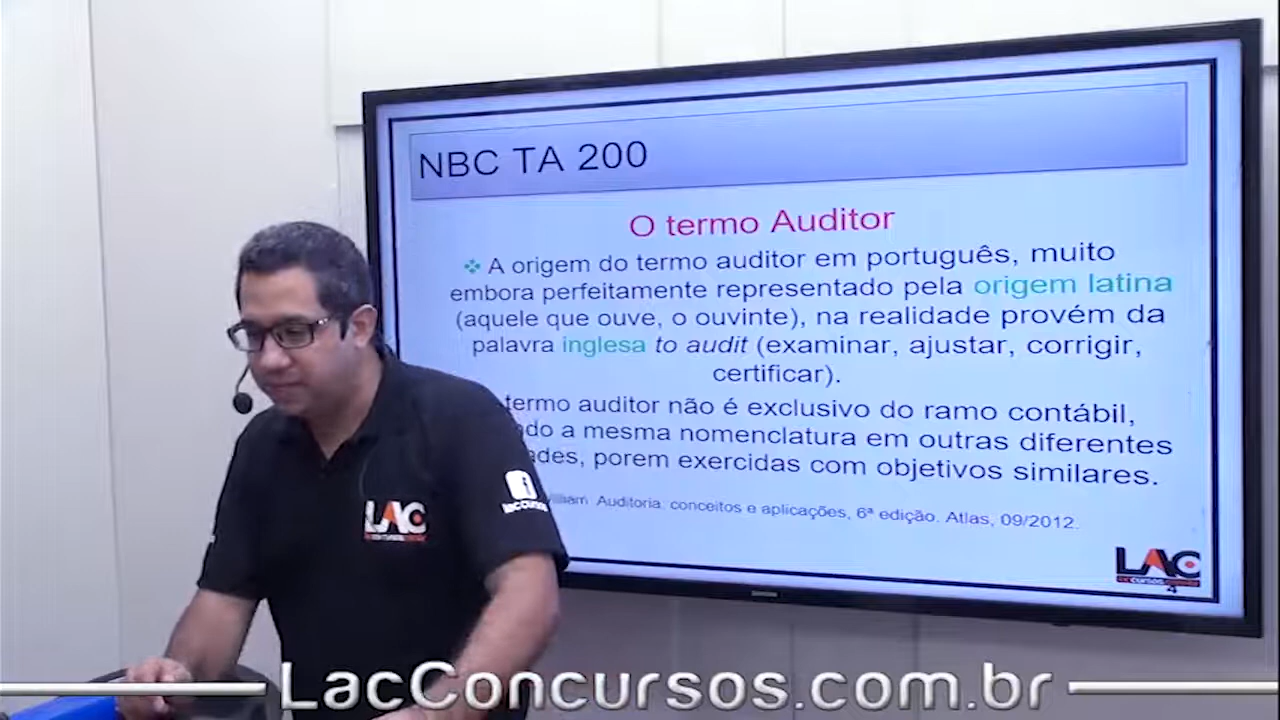 NBC TA 200
O termo Auditor
A origem do termo auditor em português, muito
embora perfeitamente representado pela origem latina
(aquele que ouve, o ouvinte), na realidade provém da
palavra inglesa to audit (examinar, ajustar, corrigir,
certificar).
termo auditor não é exclusivo do ramo contábil,
a mesma nomenclatura em outras diferentes
porem exercidas com objetivos similares.
Auditoria: conceitos e aplicações, 6ª edição. Atlas, 09/2012.
LAC
4
LAC
LacConcursos.com.br